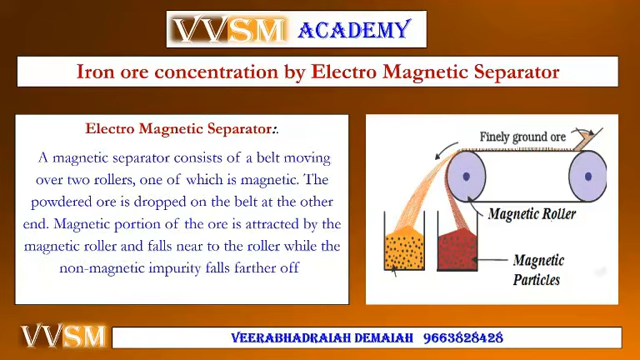 VVSM ACADEMY
Iron ore concentration by Electro Magnetic Separator
Electro Magnetic Separator:.
A magnetic separator consists of a belt moving
over two rollers, one of which is magnetic. The
powdered ore is dropped on the belt at the other
end. Magnetic portion of the ore is attracted by the
magnetic roller and falls near to the roller while the
non-magnetic impurity falls farther off
Finely ground ore
Magnetic Roller
Magnetic
Particles
VVSM
VEERABHADRAIAH DEMAIAH 9663828428